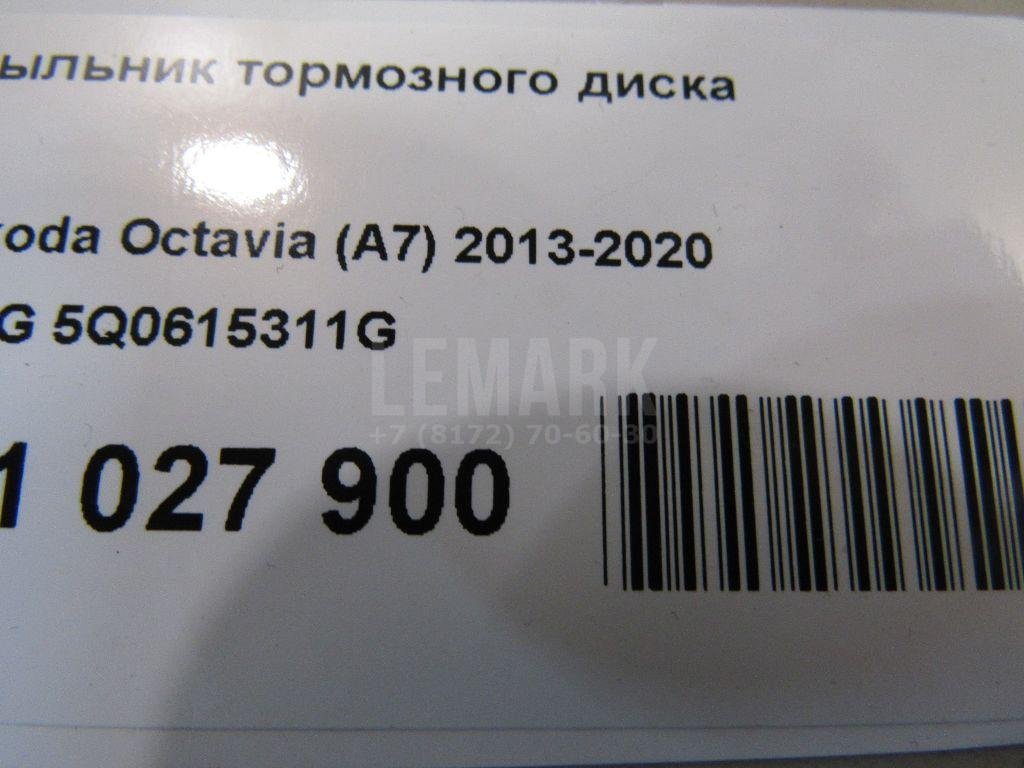 ыльник тормозного диска
koda Octavia (A7) 2013-2020
G 5Q0615311G
LEMARK
+7 (8172) 70-60-30
1 027 900